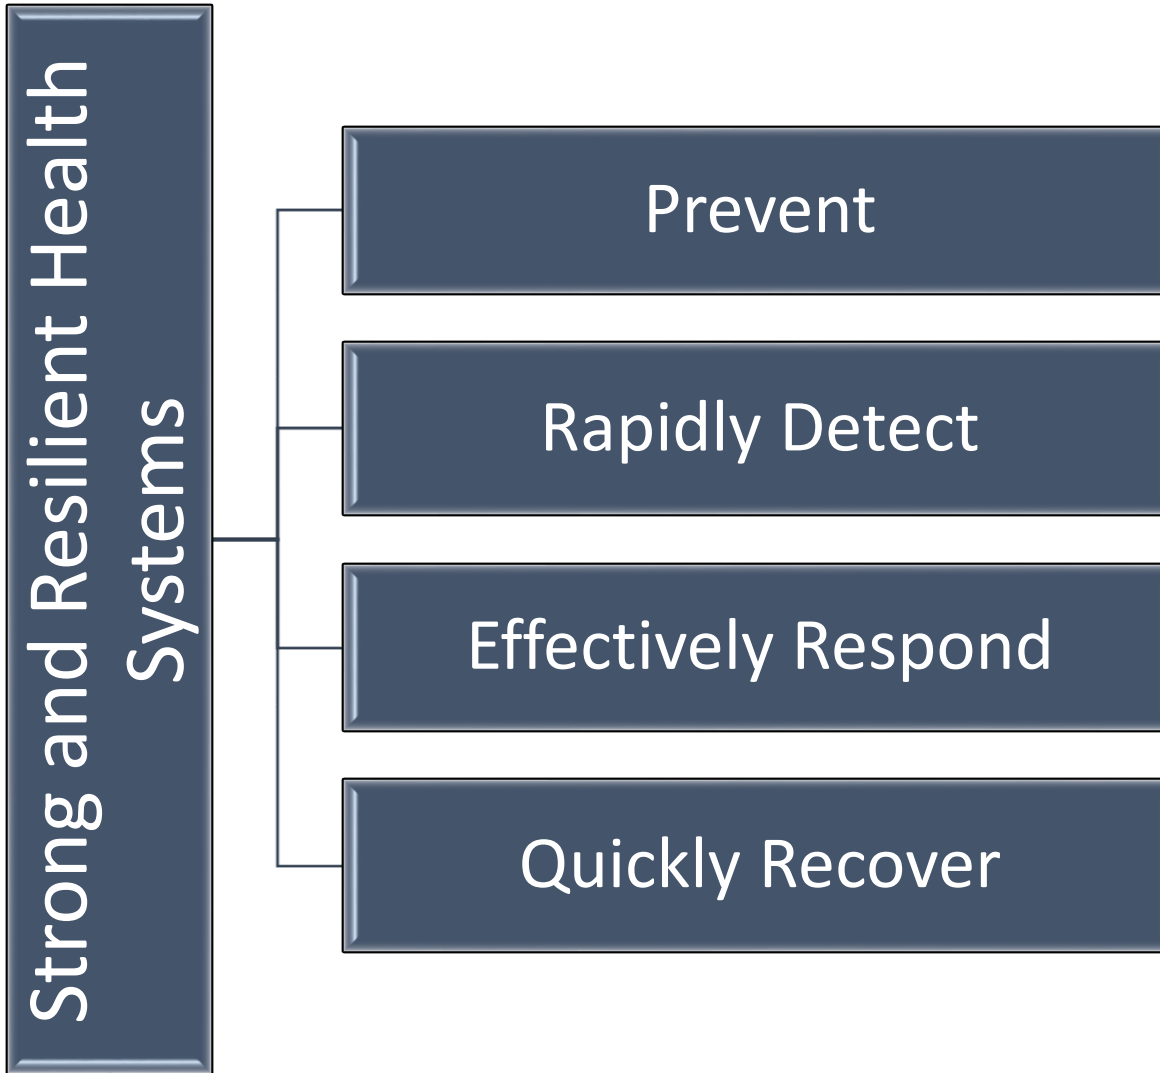 Strong and Resilient Health
Systems
Prevent
Rapidly Detect
Effectively Respond
Quickly Recover